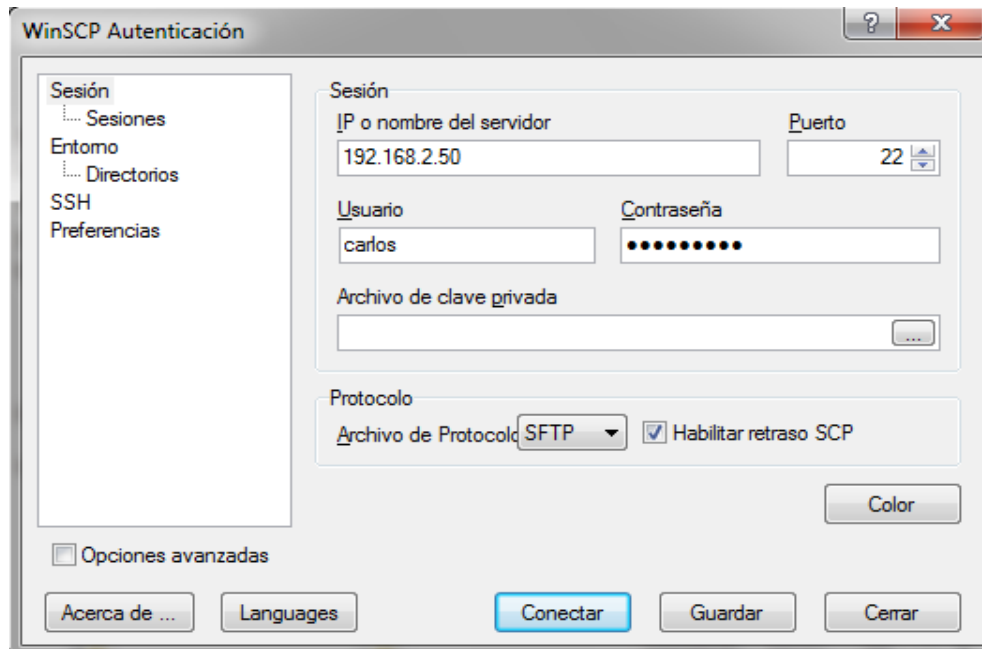 WinSCP Autenticación
Sesión
Sesiones
Entorno
Directorios
SSH
Preferencias
Sesión
IP o nombre del servidor Puerto
192.168.2.50 22
Usuario Contraseña
carlos •••••••••
Archivo de clave privada
...
Protocolo
Archivo de Protocolo SFTP Habilitar retraso SCP
Color
Opciones avanzadas
Acerca de ... Languages Conectar Guardar Cerrar